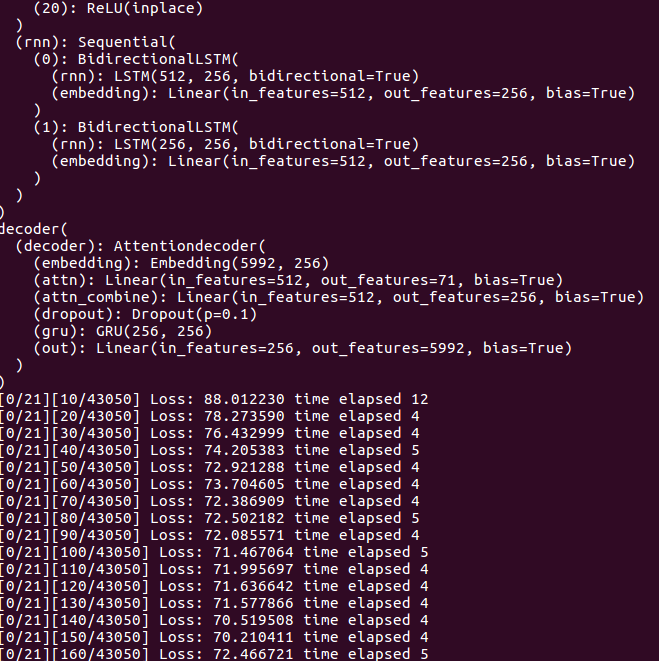 (20): ReLU(inplace)
)
(rnn): Sequential(
(0): BidirectionalLSTM(
(rnn): LSTM(512, 256, bidirectional=True)
(embedding): Linear(in_features=512, out_features=256, bias=True)
)
(1): BidirectionalLSTM(
(rnn): LSTM(256, 256, bidirectional=True)
(embedding): Linear(in_features=512, out_features=256, bias=True)
)
)
)
decoder(
(decoder): Attentiondecoder(
(embedding): Embedding(5992, 256)
(attn): Linear(in_features=512, out_features=71, bias=True)
(attn_combine): Linear(in_features=512, out_features=256, bias=True)
(dropout): Dropout(p=0.1)
(gru): GRU(256, 256)
(out): Linear(in_features=256, out_features=5992, bias=True)
)
)
[0/21][10/43050] Loss: 88.012230 time elapsed 12
[0/21][20/43050] Loss: 78.273590 time elapsed 4
[0/21][30/43050] Loss: 76.432999 time elapsed 4
[0/21][40/43050] Loss: 74.205383 time elapsed 5
[0/21][50/43050] Loss: 72.921288 time elapsed 4
[0/21][60/43050] Loss: 73.704605 time elapsed 4
[0/21][70/43050] Loss: 72.386909 time elapsed 4
[0/21][80/43050] Loss: 72.502182 time elapsed 5
[0/21][90/43050] Loss: 72.085571 time elapsed 4
[0/21][100/43050] Loss: 71.467064 time elapsed 5
[0/21][110/43050] Loss: 71.995697 time elapsed 4
[0/21][120/43050] Loss: 71.636642 time elapsed 4
[0/21][130/43050] Loss: 71.577866 time elapsed 4
[0/21][140/43050] Loss: 70.519508 time elapsed 4
[0/21][150/43050] Loss: 70.210411 time elapsed 4
[0/21][160/43050] Loss: 72.466721 time elapsed 5